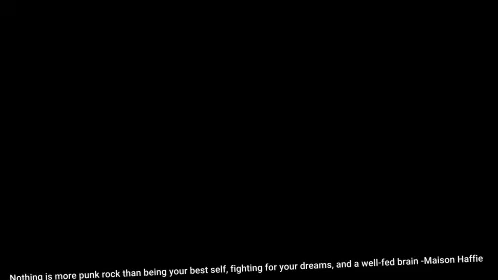 Nothing is more punk rock than being your best self, fighting for your dreams, and a well-fed brain -Maison Haffie